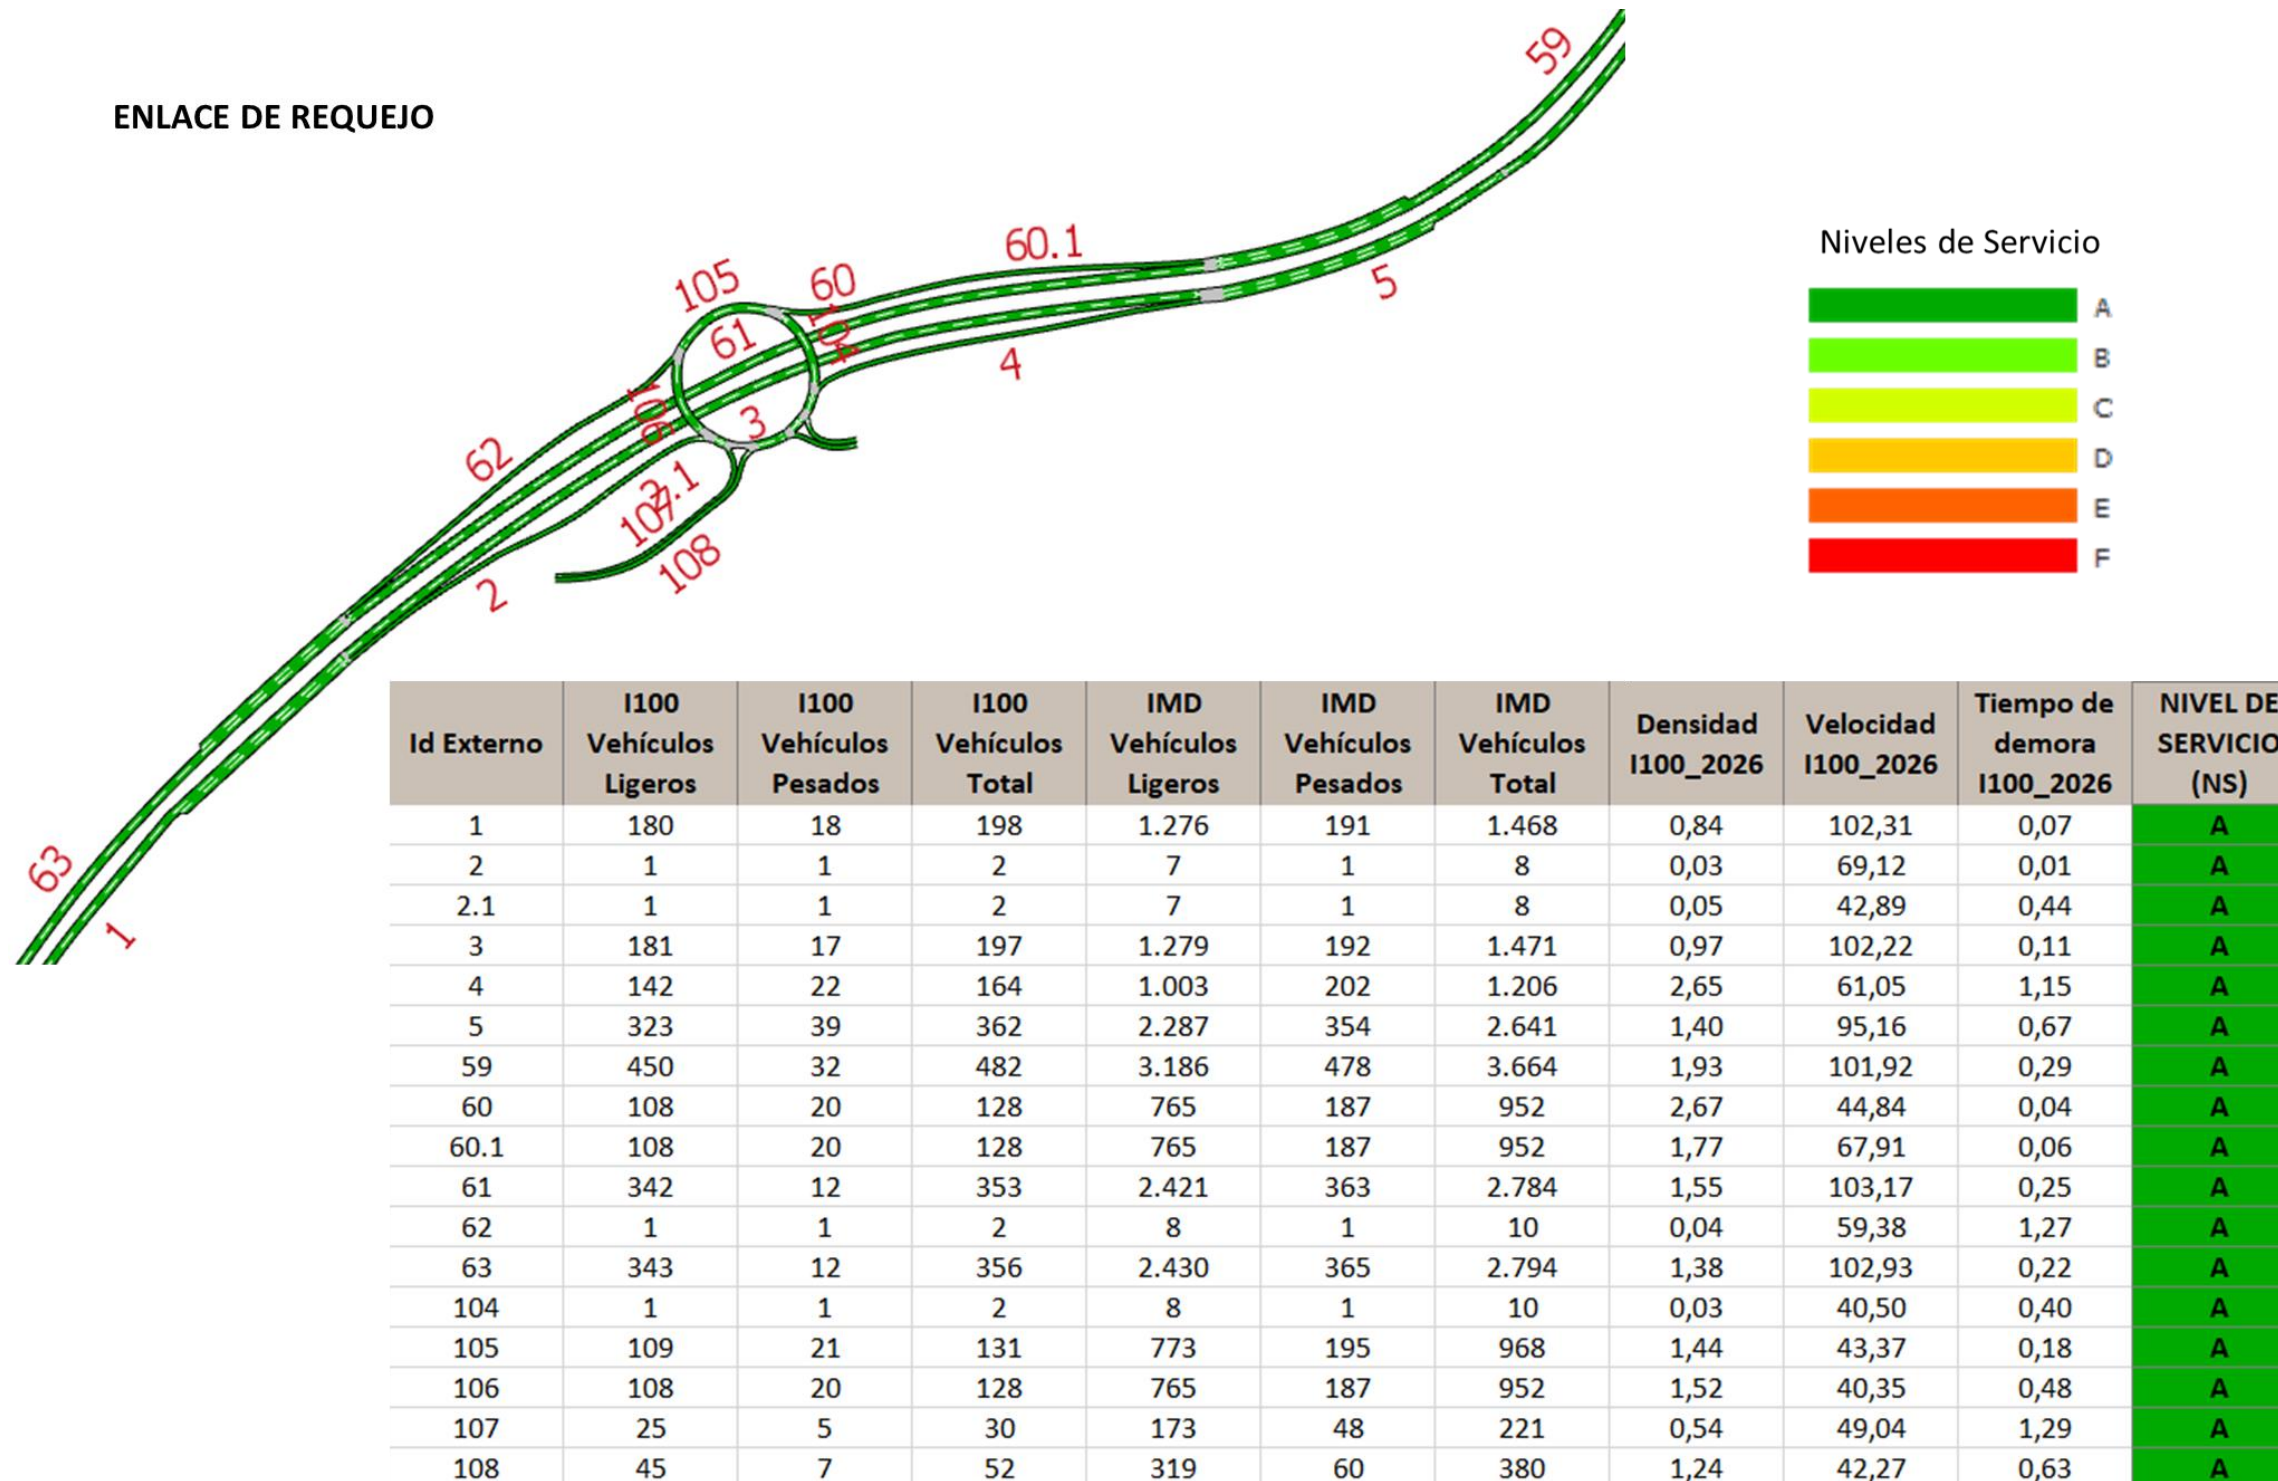 ENLACE DE REQUEJO
59
60.1
60
105
104
61
5
4
3
106
62
2.1
107
108
2
63
1
Niveles de Servicio
A
B
C
D
E
F
Id Externo I100 Vehículos Ligeros I100 Vehículos Pesados I100 Vehículos Total IMD Vehículos Ligeros IMD Vehículos Pesados IMD Vehículos Total Densidad I100_2026 Velocidad I100_2026 Tiempo de demora I100_2026 NIVEL DE SERVICIO (NS)
1 180 18 198 1.276 191 1.468 0,84 102,31 0,07 A
2 1 1 2 7 1 8 0,03 69,12 0,01 A
2.1 1 1 2 7 1 8 0,05 42,89 0,44 A
3 181 17 197 1.279 192 1.471 0,97 102,22 0,11 A
4 142 22 164 1.003 202 1.206 2,65 61,05 1,15 A
5 323 39 362 2.287 354 2.641 1,40 95,16 0,67 A
59 450 32 482 3.186 478 3.664 1,93 101,92 0,29 A
60 108 20 128 765 187 952 2,67 44,84 0,04 A
60.1 108 20 128 765 187 952 1,77 67,91 0,06 A
61 342 12 353 2.421 363 2.784 1,55 103,17 0,25 A
62 1 1 2 8 1 10 0,04 59,38 1,27 A
63 343 12 356 2.430 365 2.794 1,38 102,93 0,22 A
104 1 1 2 8 1 10 0,03 40,50 0,40 A
105 109 21 131 773 195 968 1,44 43,37 0,18 A
106 108 20 128 765 187 952 1,52 40,35 0,48 A
107 25 5 30 173 48 221 0,54 49,04 1,29 A
108 45 7 52 319 60 380 1,24 42,27 0,63 A